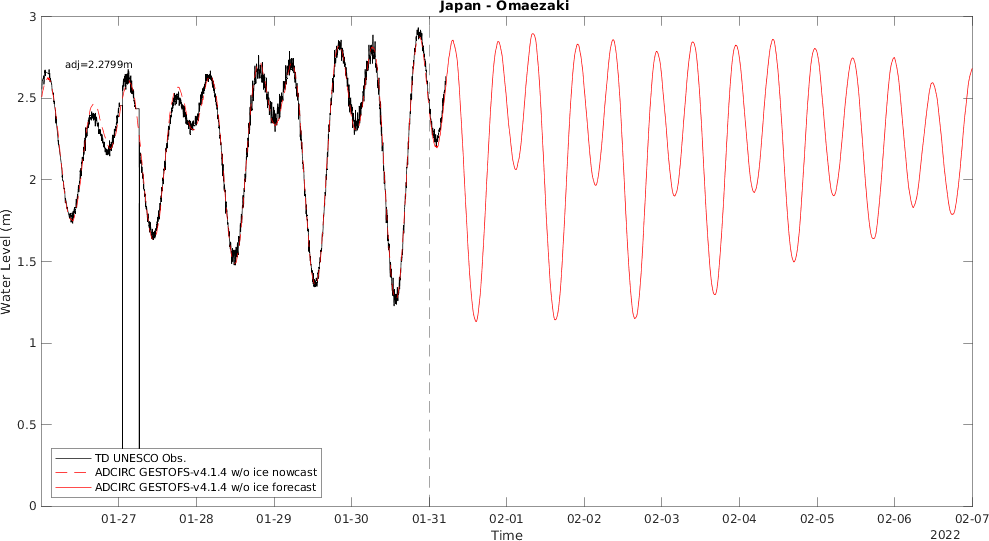 Japan - Omaezaki
3
2.5
2
1.5
1
0.5
0
Water Level (m)
adj=2.2799m
TD UNESCO Obs.
ADCIRC GESTOFS-v4.1.4 w/o ice nowcast
ADCIRC GESTOFS-v4.1.4 w/o ice forecast
01-27 01-28 01-29 01-30 01-31 02-01 02-02 02-03 02-04 02-05 02-06 02-07
Time
2022